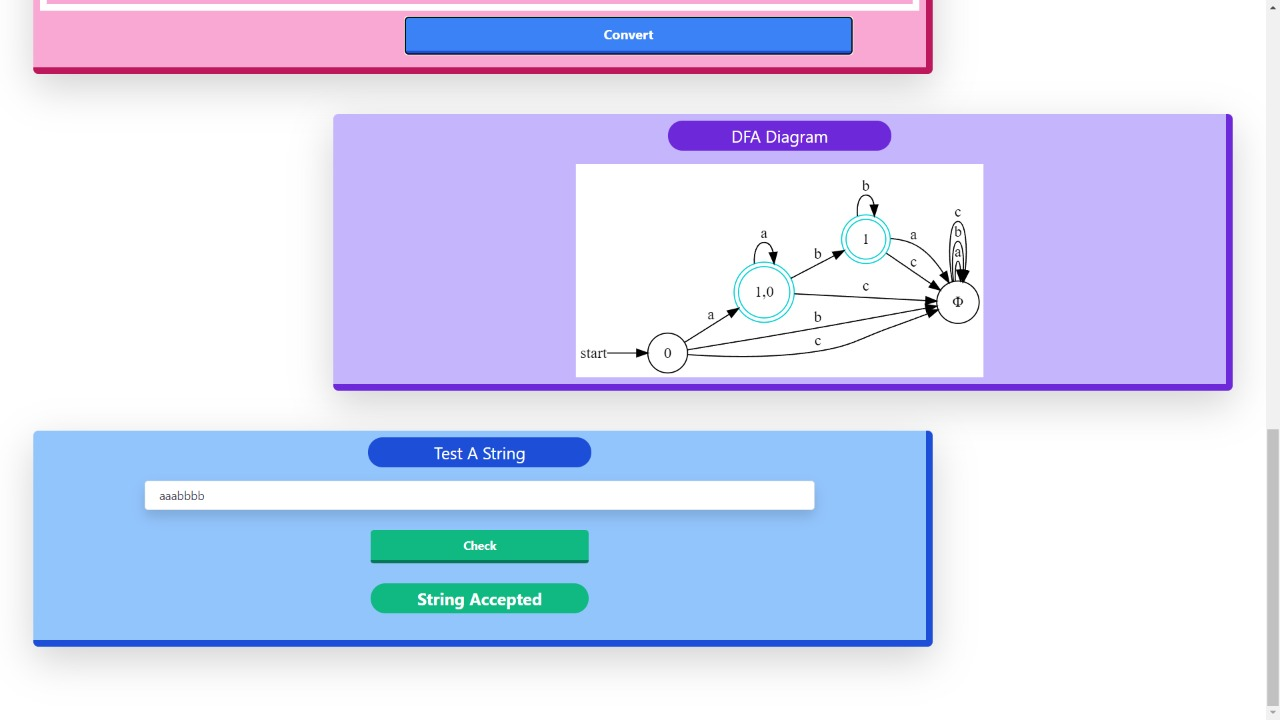 Convert
DFA Diagram
b
c
a
b
1
a
b
c
a
1,0
c
Φ
a
b
c
start
0
Test A String
aaabbbb
Check
String Accepted